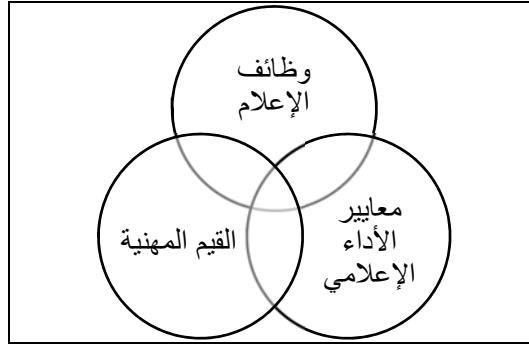 وظائف
الإعلام
معايير
الأداء
الإعلامي
القيم المهنية